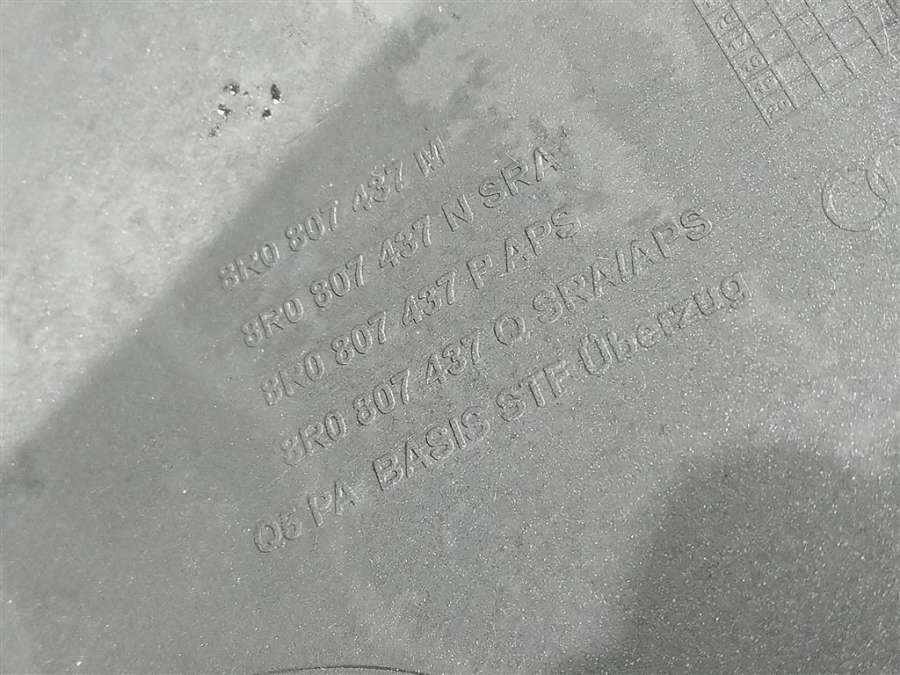 8R0 807 437 M
8R0 807 437 N SRA
8R0 807 437 P APS
8R0 807 437 Q SRA/APS
Q5 PA BASIS STF-Überzug